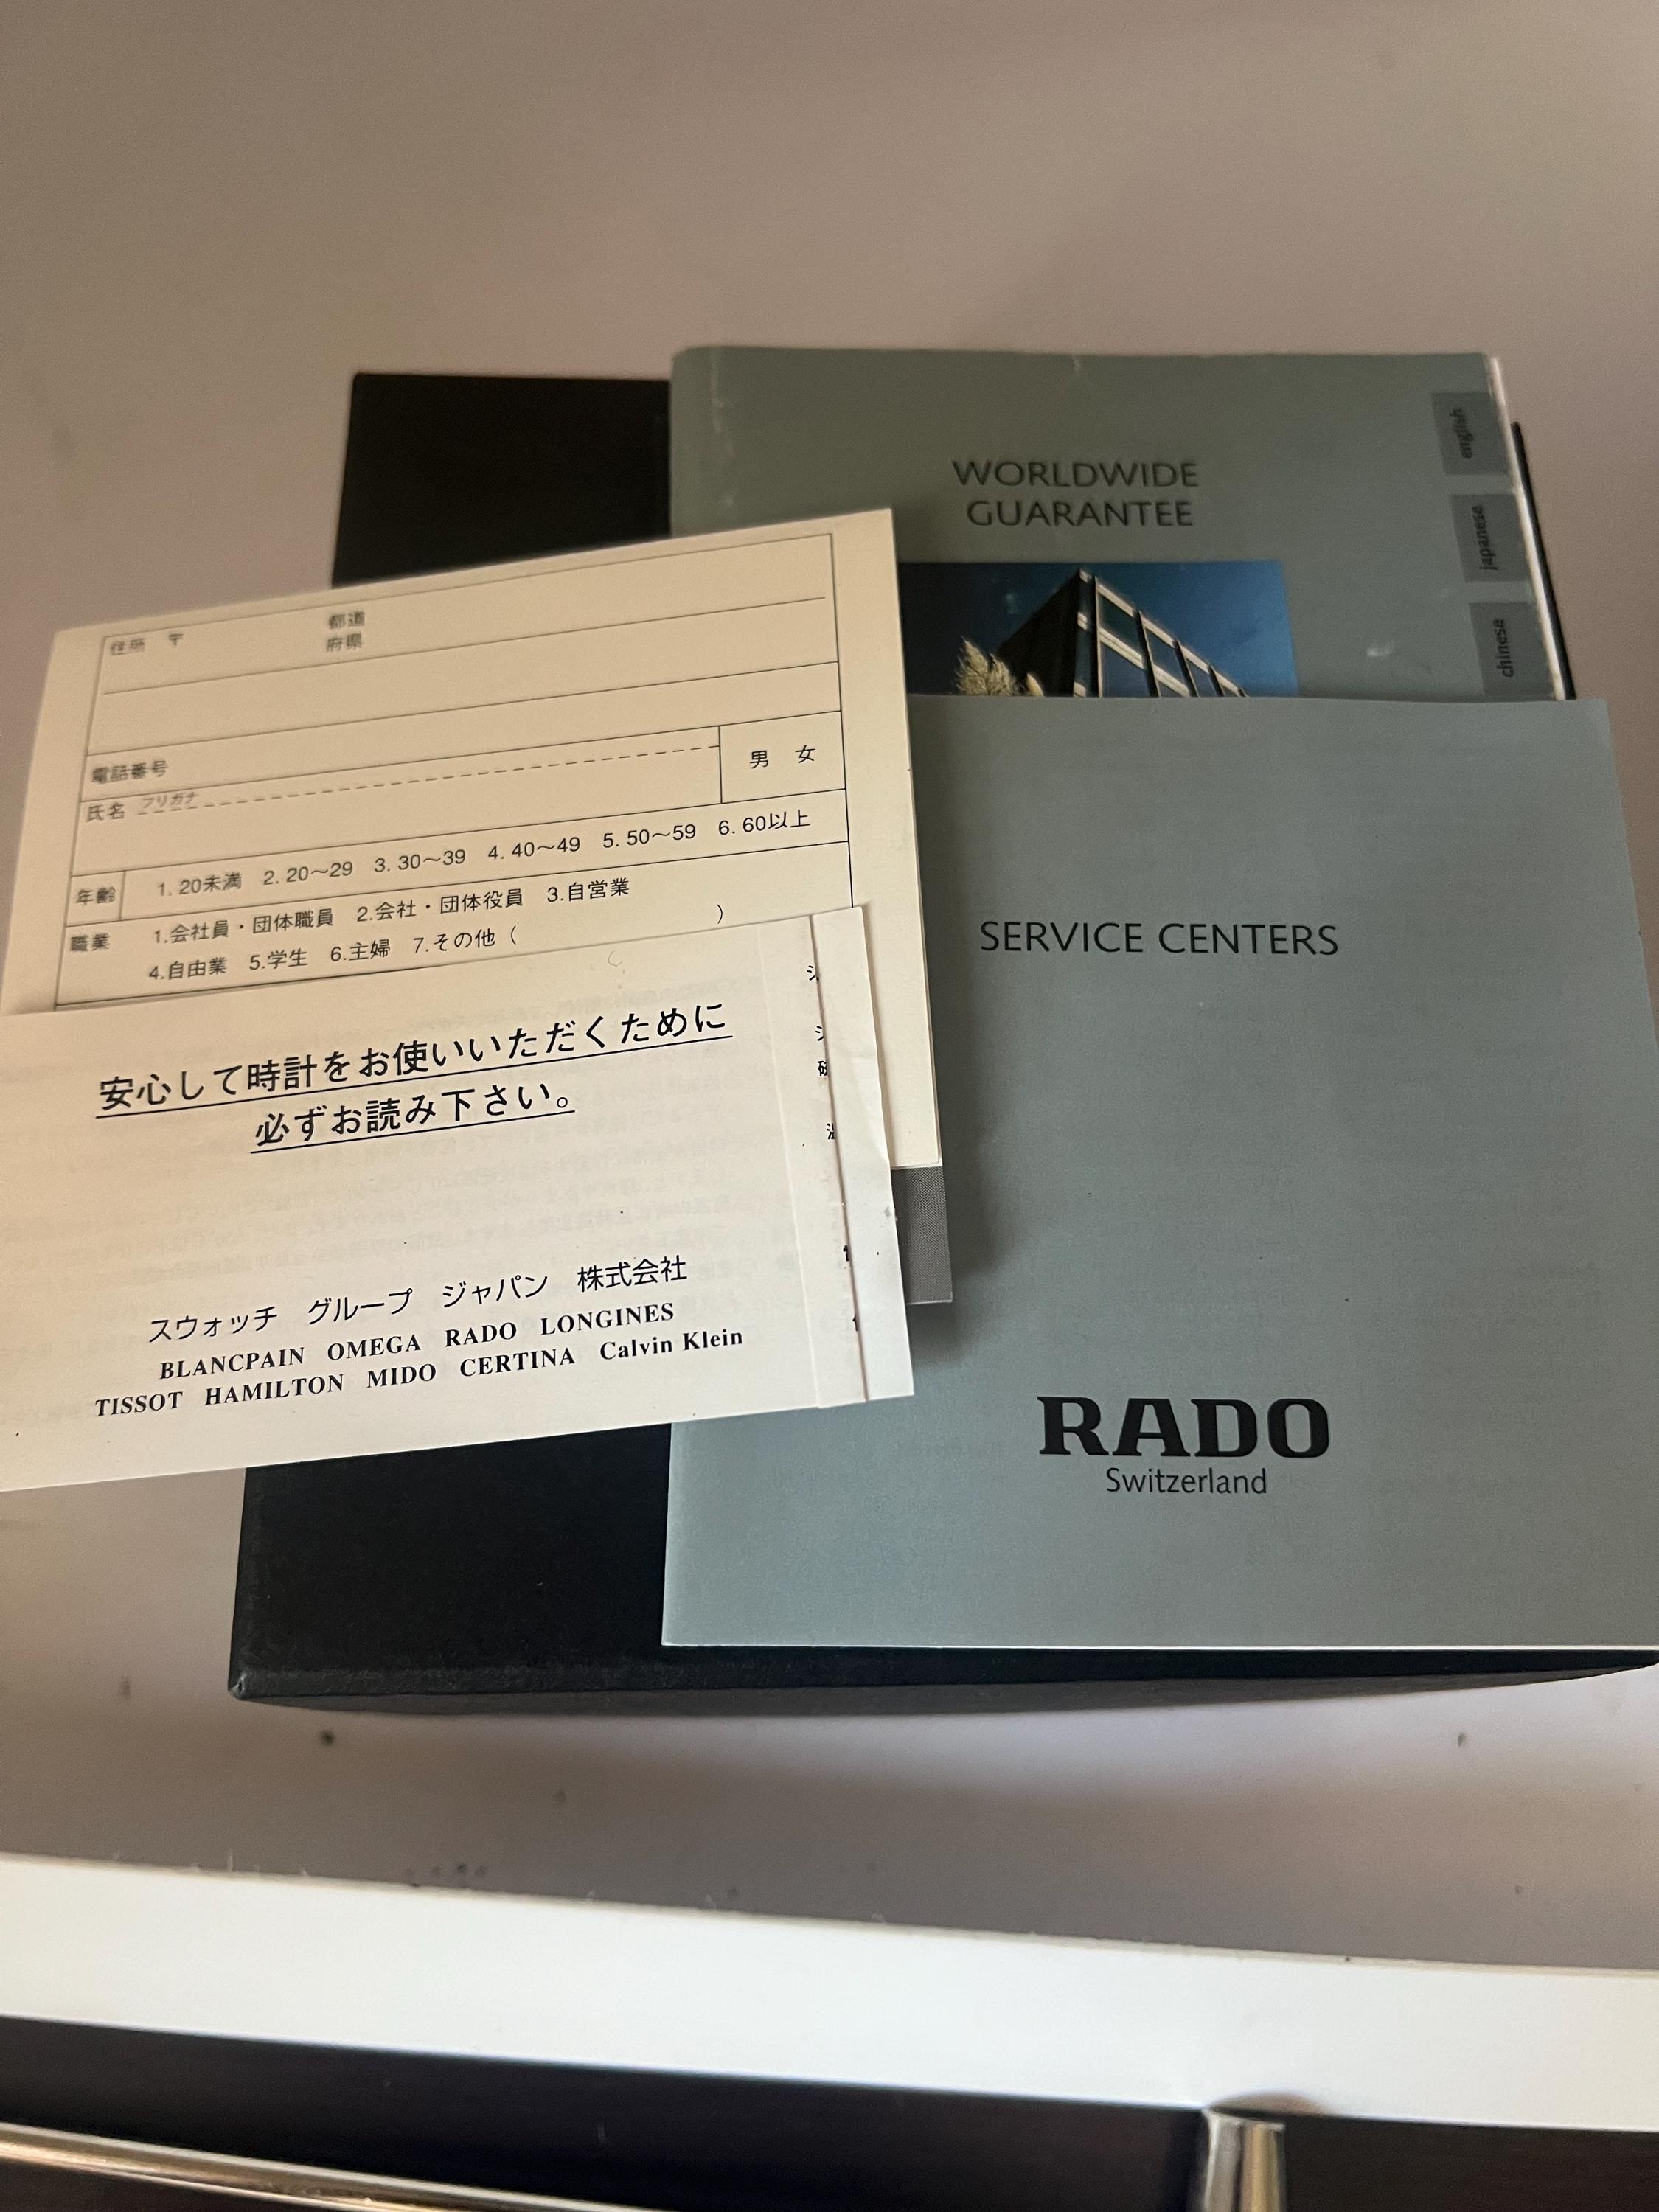 WORLDWIDE
GUARANTEE
english
japanese
chinese
住所 〒
都道
府県
電話番号
男 女
氏名 フリガナ
年齢 1. 20未満 2. 20～29 3. 30～39 4. 40～49 5. 50～59 6. 60以上
職業 1.会社員・団体職員 2.会社・団体役員 3.自営業
4.自由業 5.学生 6.主婦 7.その他（ ）
安心して時計をお使いいただくために
必ずお読み下さい。
スウォッチ グループ ジャパン 株式会社
BLANCPAIN OMEGA RADO LONGINES
TISSOT HAMILTON MIDO CERTINA Calvin Klein
SERVICE CENTERS
RADO
Switzerland